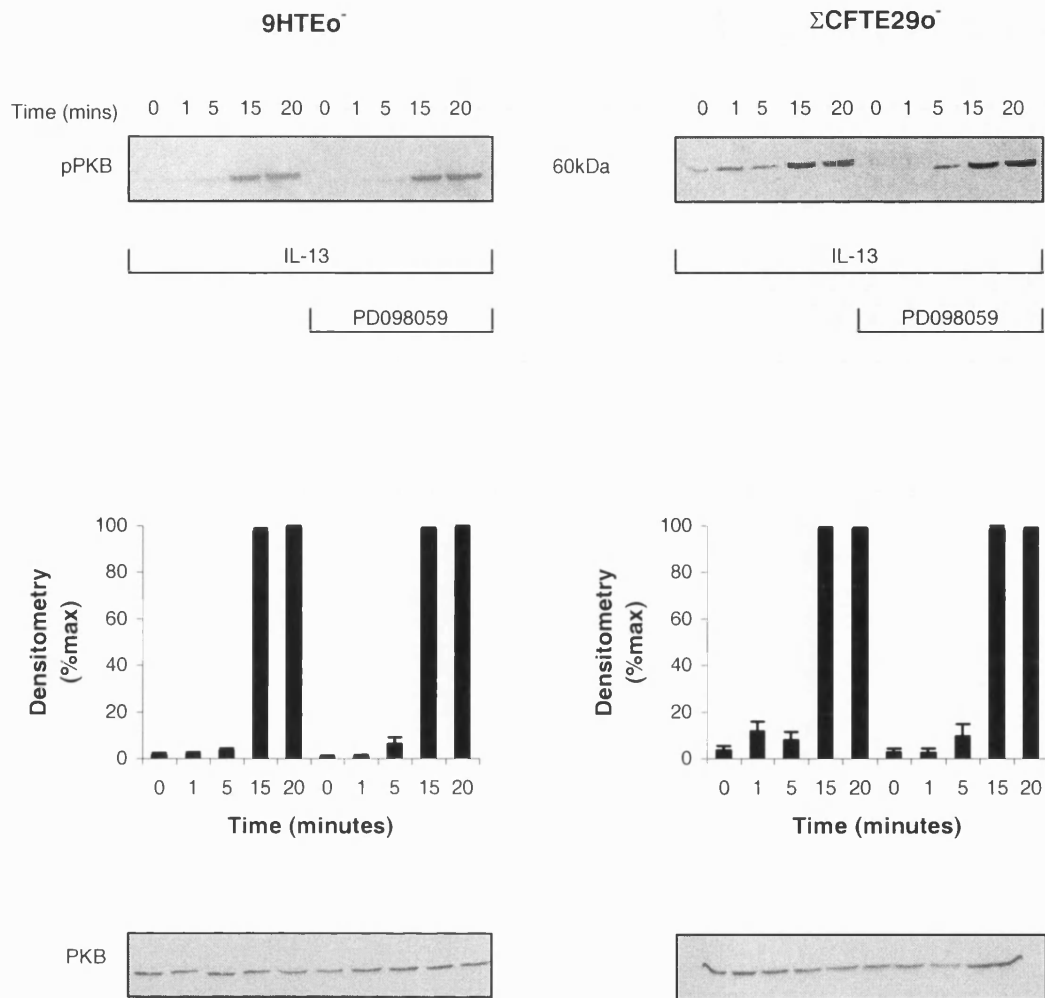 9HTEo⁻
ΣCFTE29o⁻
Time (mins) 0 1 5 15 20 0 1 5 15 20
0 1 5 15 20 0 1 5 15 20
pPKB
60kDa
IL-13
IL-13
PD098059
PD098059
Densitometry
(%max)
100
80
60
40
20
0
0 1 5 15 20 0 1 5 15 20
Time (minutes)
Densitometry
(%max)
100
80
60
40
20
0
0 1 5 15 20 0 1 5 15 20
Time (minutes)
PKB